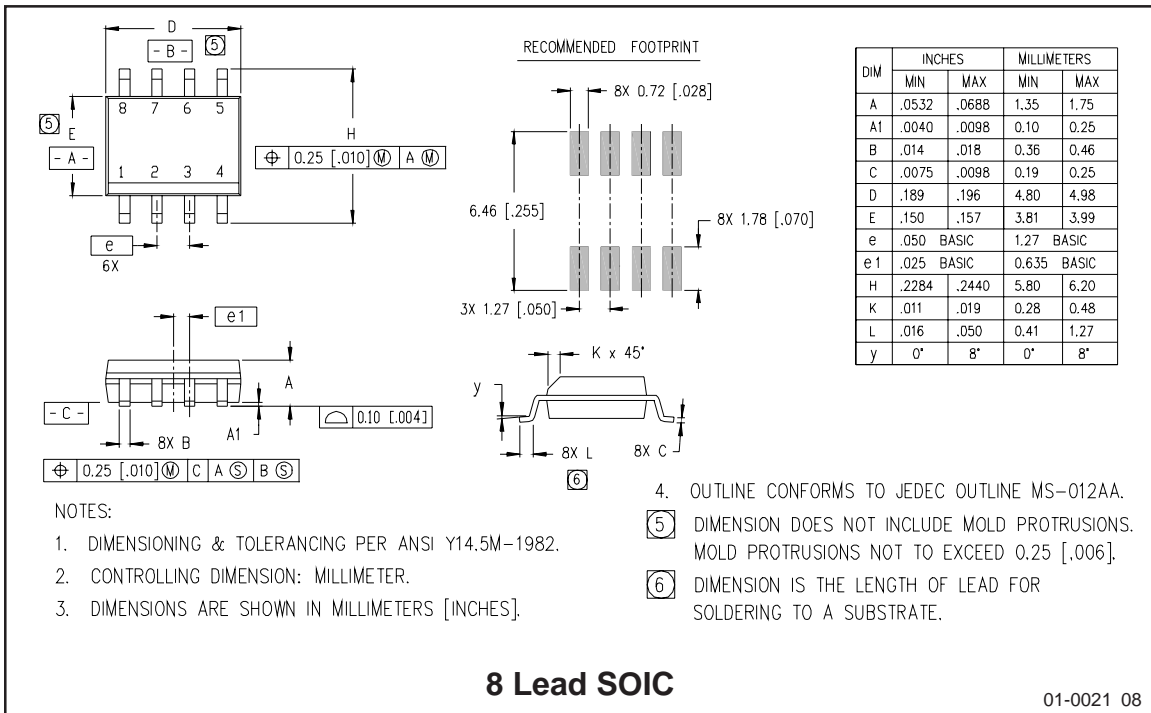 D
- B - 5
8 7 6 5
5 E
- A -
H
⌖ 0.25 [.010] Ⓜ A Ⓜ
1 2 3 4
e
6X
e1
A
- C -
A1
8X B
⌓ 0.10 [.004]
⌖ 0.25 [.010] Ⓜ C A Ⓢ B Ⓢ
RECOMMENDED FOOTPRINT
8X 0.72 [.028]
6.46 [.255]
8X 1.78 [.070]
3X 1.27 [.050]
K x 45°
y
8X L
8X C
6
DIM INCHES MILLIMETERS
MIN MAX MIN MAX
A .0532 .0688 1.35 1.75
A1 .0040 .0098 0.10 0.25
B .014 .018 0.36 0.46
C .0075 .0098 0.19 0.25
D .189 .196 4.80 4.98
E .150 .157 3.81 3.99
e .050 BASIC 1.27 BASIC
e1 .025 BASIC 0.635 BASIC
H .2284 .2440 5.80 6.20
K .011 .019 0.28 0.48
L .016 .050 0.41 1.27
y 0° 8° 0° 8°
NOTES:
1. DIMENSIONING & TOLERANCING PER ANSI Y14.5M-1982.
2. CONTROLLING DIMENSION: MILLIMETER.
3. DIMENSIONS ARE SHOWN IN MILLIMETERS [INCHES].
4. OUTLINE CONFORMS TO JEDEC OUTLINE MS-012AA.
5 DIMENSION DOES NOT INCLUDE MOLD PROTRUSIONS.
MOLD PROTRUSIONS NOT TO EXCEED 0.25 [.006].
6 DIMENSION IS THE LENGTH OF LEAD FOR
SOLDERING TO A SUBSTRATE.
8 Lead SOIC
01-0021 08